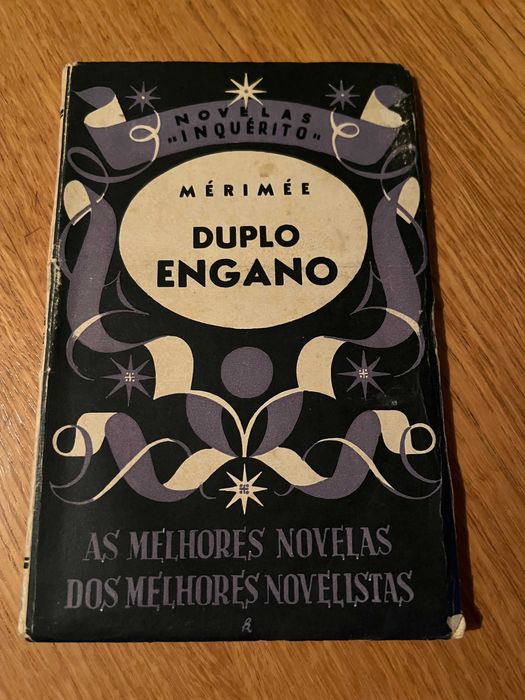 NOVELAS
"INQUÉRITO"
MÉRIMÉE
DUPLO
ENGANO
AS MELHORES NOVELAS
DOS MELHORES NOVELISTAS